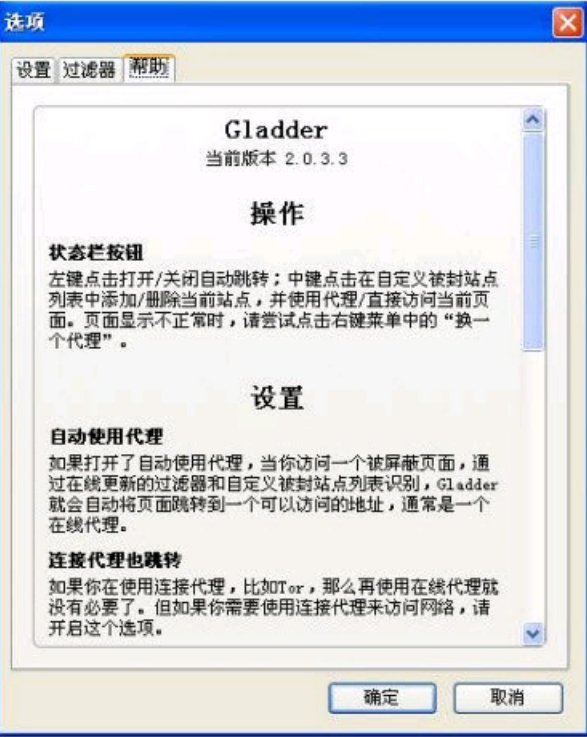 选项
设置 过滤器 帮助
Gladder
当前版本 2.0.3.3
操作
状态栏按钮
左键点击打开/关闭自动跳转；中键点击在自定义被封站点
列表中添加/删除当前站点，并使用代理/直接访问当前页
面。页面显示不正常时，请尝试点击右键菜单中的“换一
个代理”。
设置
自动使用代理
如果打开了自动使用代理，当你访问一个被屏蔽页面，通
过在线更新的过滤器和自定义被封站点列表识别，Gladder
就会自动将页面跳转到一个可以访问的地址，通常是一个
在线代理。
连接代理也跳转
如果你在使用连接代理，比如Tor，那么再使用在线代理就
没有必要了。但如果你需要使用连接代理来访问网络，请
开启这个选项。
确定 取消